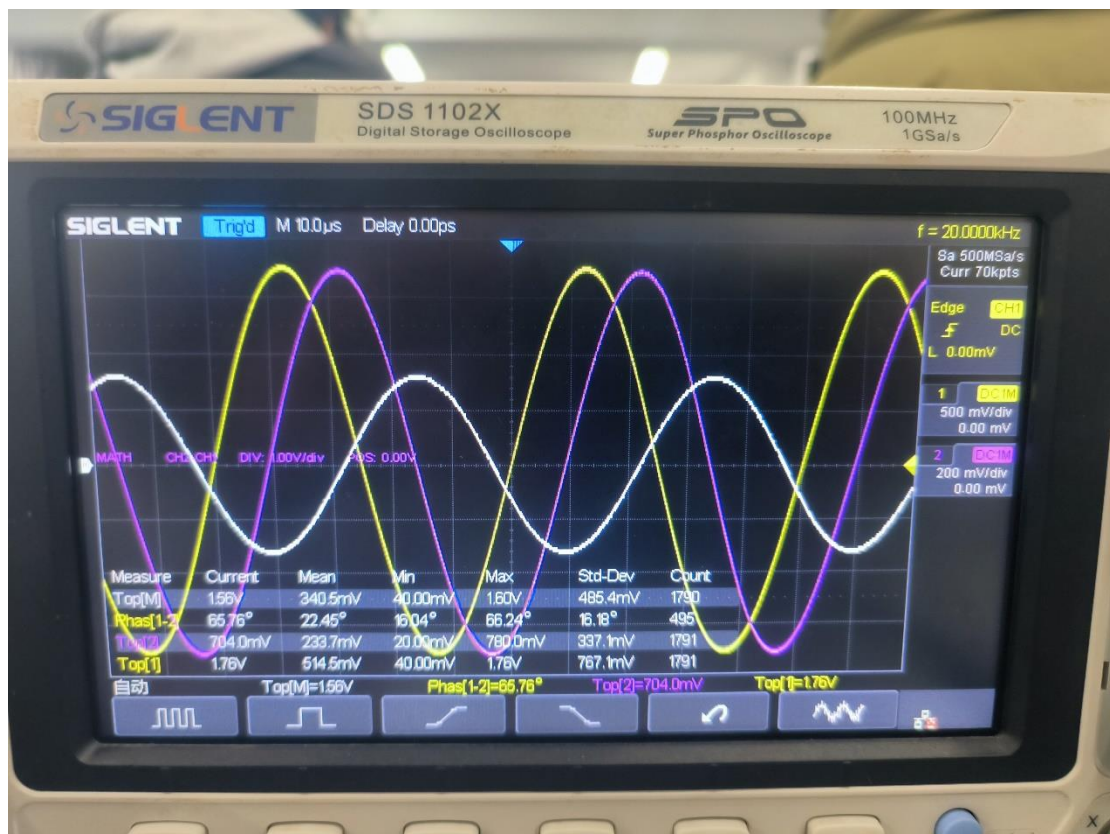 SIGLENT SDS 1102X SPO 100MHz
Digital Storage Oscilloscope Super Phosphor Oscilloscope 1GSa/s
SIGLENT Trig'd M 10.0µs Delay 0.00ps f = 20.0000kHz
Sa 500MSa/s
Curr 70kpts
Edge CH1
DC
L 0.00mV
1 DC1M
500 mV/div
0.00 mV
2 DC1M
200 mV/div
0.00 mV
MATH CH2-CH1 DIV: 1.00V/div POS: 0.00V
Measure Current Mean Min Max Std-Dev Count
Top[M] 1.56V 340.5mV 40.00mV 1.60V 485.4mV 1790
Phas[1-2 65.76° 22.45° 16.04° 66.24° 16.18° 495
Top[2] 704.0mV 233.7mV 20.00mV 780.0mV 337.1mV 1791
Top[1] 1.76V 514.5mV 40.00mV 1.76V 767.1mV 1791
自动 Top[M]=1.56V Phas[1-2]=65.76° Top[2]=704.0mV Top[1]=1.76V
X